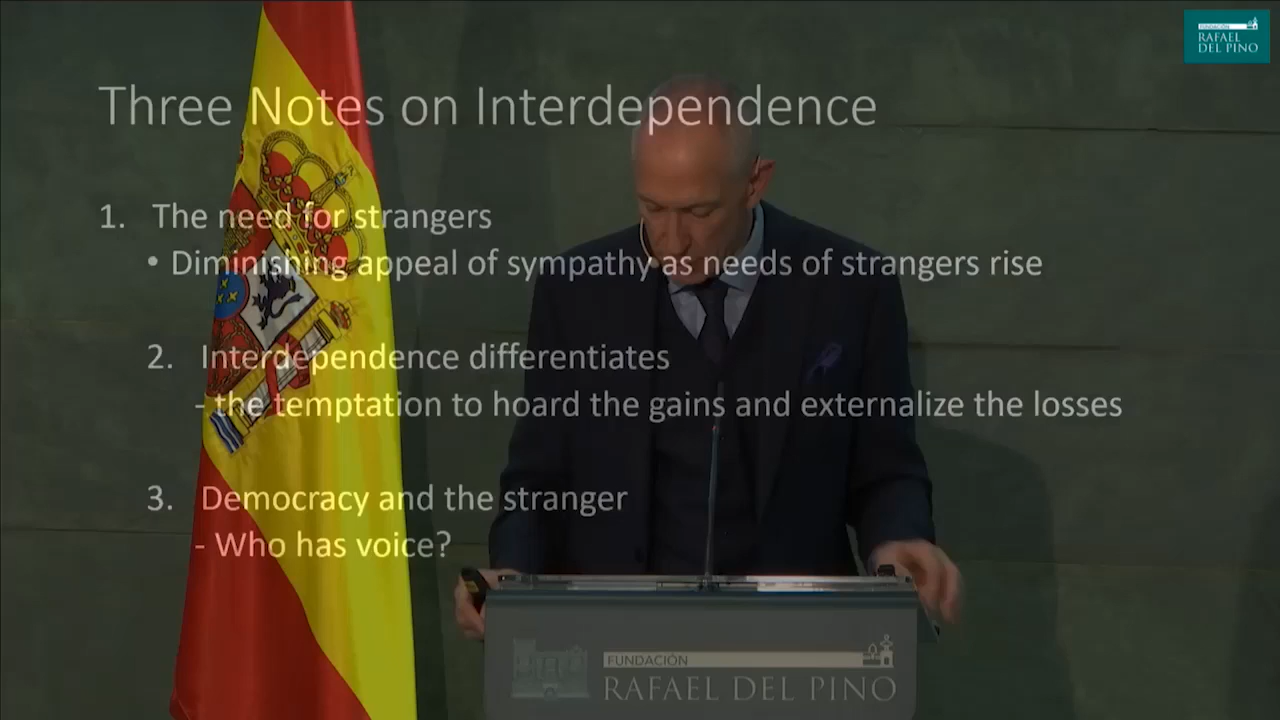 FUNDACIÓN
RAFAEL
DEL PINO
Three Notes on Interdependence
1. The need for strangers
• Diminishing appeal of sympathy as needs of strangers rise
2. Interdependence differentiates
- the temptation to hoard the gains and externalize the losses
3. Democracy and the stranger
- Who has voice?
FUNDACIÓN
RAFAEL DEL PINO